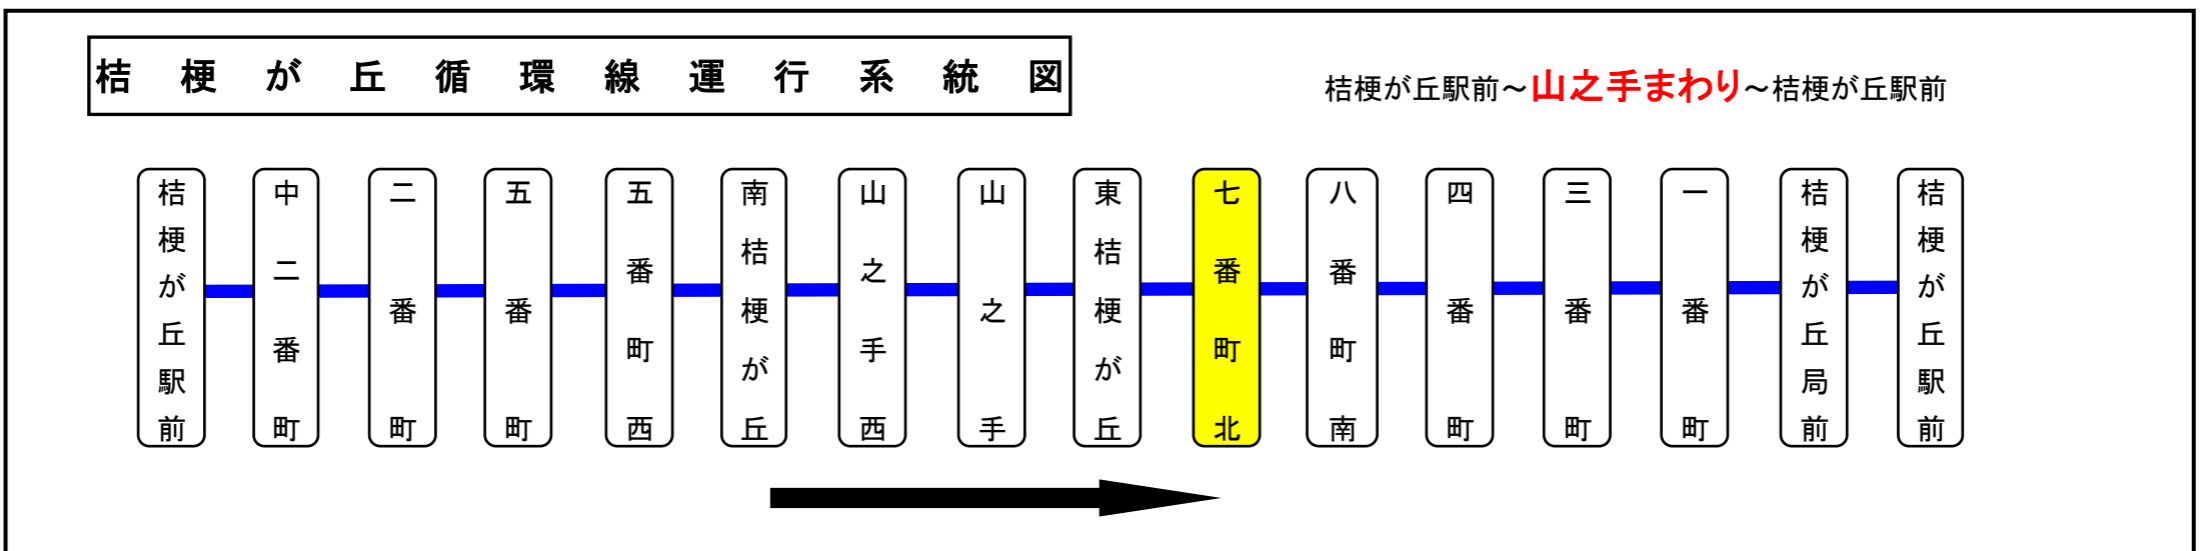 桔梗が丘循環線運行系統図
桔梗が丘駅前～山之手まわり～桔梗が丘駅前
桔梗が丘駅前
中二番町
二番町
五番町
五番町西
南桔梗が丘
山之手西
山之手
東桔梗が丘
七番町北
八番町南
四番町
三番町
一番町
桔梗が丘局前
桔梗が丘駅前